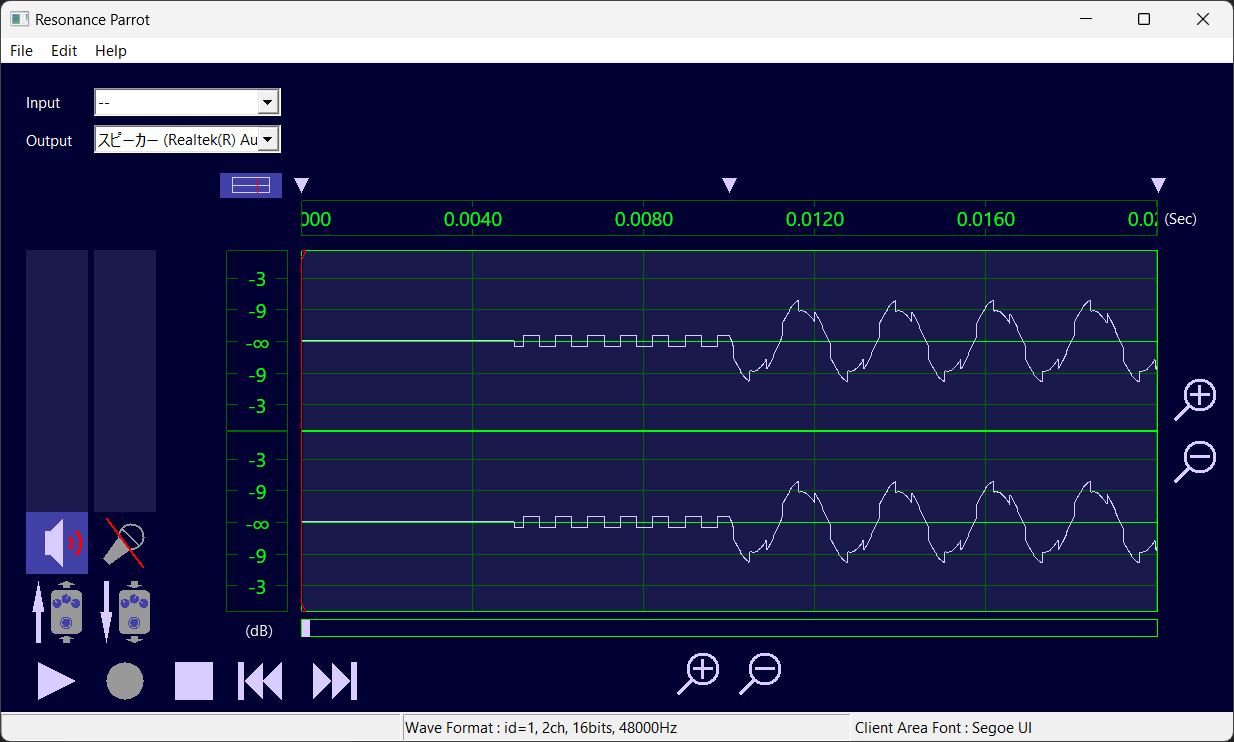 Resonance Parrot
File Edit Help
Input --
Output スピーカー (Realtek(R) Au
000 0.0040 0.0080 0.0120 0.0160 0.02 (Sec)
-3
-9
-∞
-9
-3
-3
-9
-∞
-9
-3
(dB)
Wave Format : id=1, 2ch, 16bits, 48000Hz
Client Area Font : Segoe UI